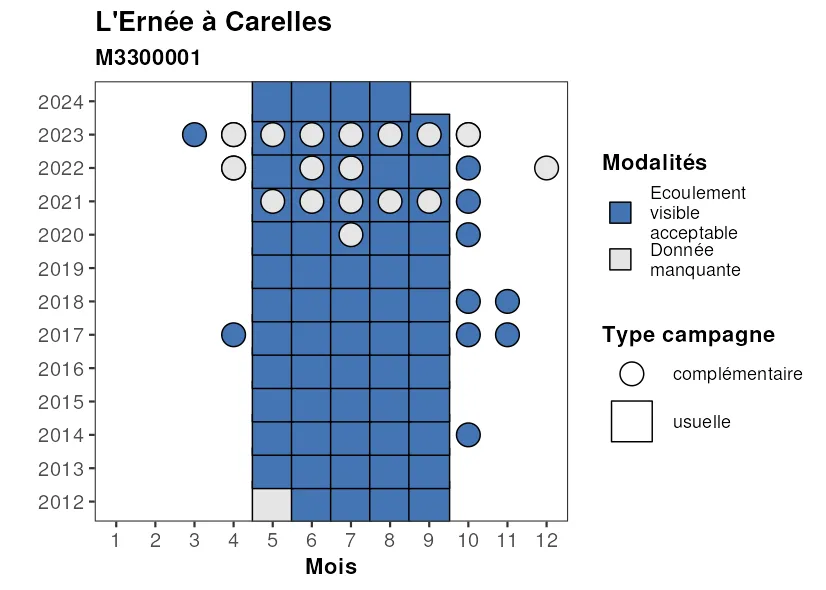 L'Ernée à Carelles
M3300001
2024
2023
2022
2021
2020
2019
2018
2017
2016
2015
2014
2013
2012
1 2 3 4 5 6 7 8 9 10 11 12
Mois
Modalités
Ecoulement
visible
acceptable
Donnée
manquante
Type campagne
complémentaire
usuelle